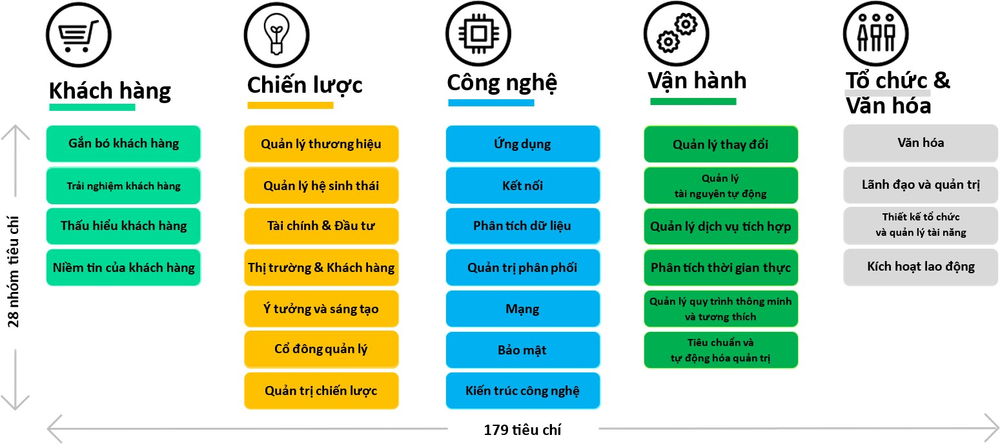 Khách hàng
Gắn bó khách hàng
Trải nghiệm khách hàng
Thấu hiểu khách hàng
Niềm tin của khách hàng
Chiến lược
Quản lý thương hiệu
Quản lý hệ sinh thái
Tài chính & Đầu tư
Thị trường & Khách hàng
Ý tưởng và sáng tạo
Cổ đông quản lý
Quản trị chiến lược
Công nghệ
Ứng dụng
Kết nối
Phân tích dữ liệu
Quản trị phân phối
Mạng
Bảo mật
Kiến trúc công nghệ
Vận hành
Quản lý thay đổi
Quản lý
tài nguyên tự động
Quản lý dịch vụ tích hợp
Phân tích thời gian thực
Quản lý quy trình thông minh
và tương thích
Tiêu chuẩn và
tự động hóa quản trị
Tổ chức &
Văn hóa
Văn hóa
Lãnh đạo và quản trị
Thiết kế tổ chức
và quản lý tài năng
Kích hoạt lao động
28 nhóm tiêu chí
179 tiêu chí